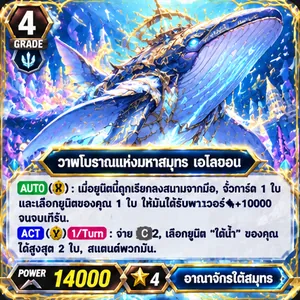 4
GRADE
วาฬโบราณแห่งมหาสมุทร เอไลออน
AUTO (X) : เมื่อยูนิตนี้ถูกเรียกลงสนามจากมือ, จั่วการ์ด 1 ใบ
และเลือกยูนิตของคุณ 1 ใบ ให้มันได้รับพาวเวอร์ +10000
จนจบเทิร์น.
ACT (Y) 1/Turn : จ่าย C 2, เลือกยูนิต “ใต้น้ำ” ของคุณ
ได้สูงสุด 2 ใบ, สแตนด์พวกมัน.
POWER 14000 4 อาณาจักรใต้สมุทร